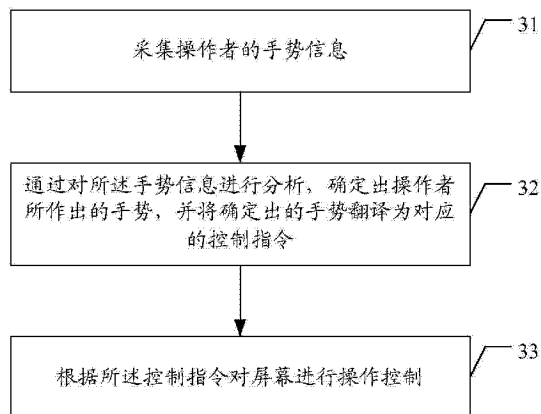 采集操作者的手势信息
31
通过对所述手势信息进行分析，确定出操作者
所作出的手势，并将确定出的手势翻译为对应
的控制指令
32
根据所述控制指令对屏幕进行操作控制
33